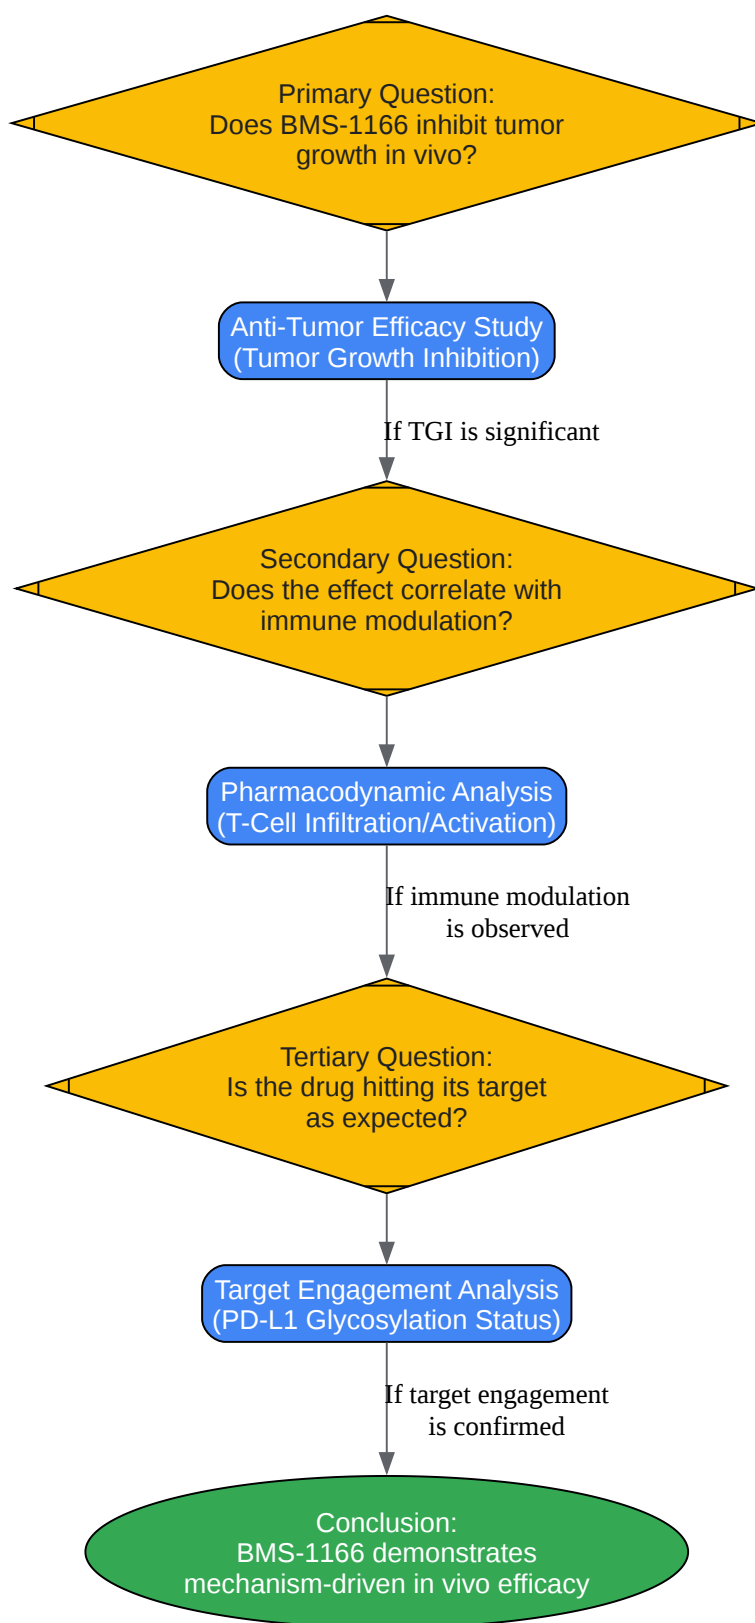 Primary Question:
Does BMS-1166 inhibit tumor
growth in vivo?
Anti-Tumor Efficacy Study
(Tumor Growth Inhibition)
If TGI is significant
Secondary Question:
Does the effect correlate with
immune modulation?
Pharmacodynamic Analysis
(T-Cell Infiltration/Activation)
If immune modulation
is observed
Tertiary Question:
Is the drug hitting its target
as expected?
Target Engagement Analysis
(PD-L1 Glycosylation Status)
If target engagement
is confirmed
Conclusion:
BMS-1166 demonstrates
mechanism-driven in vivo efficacy